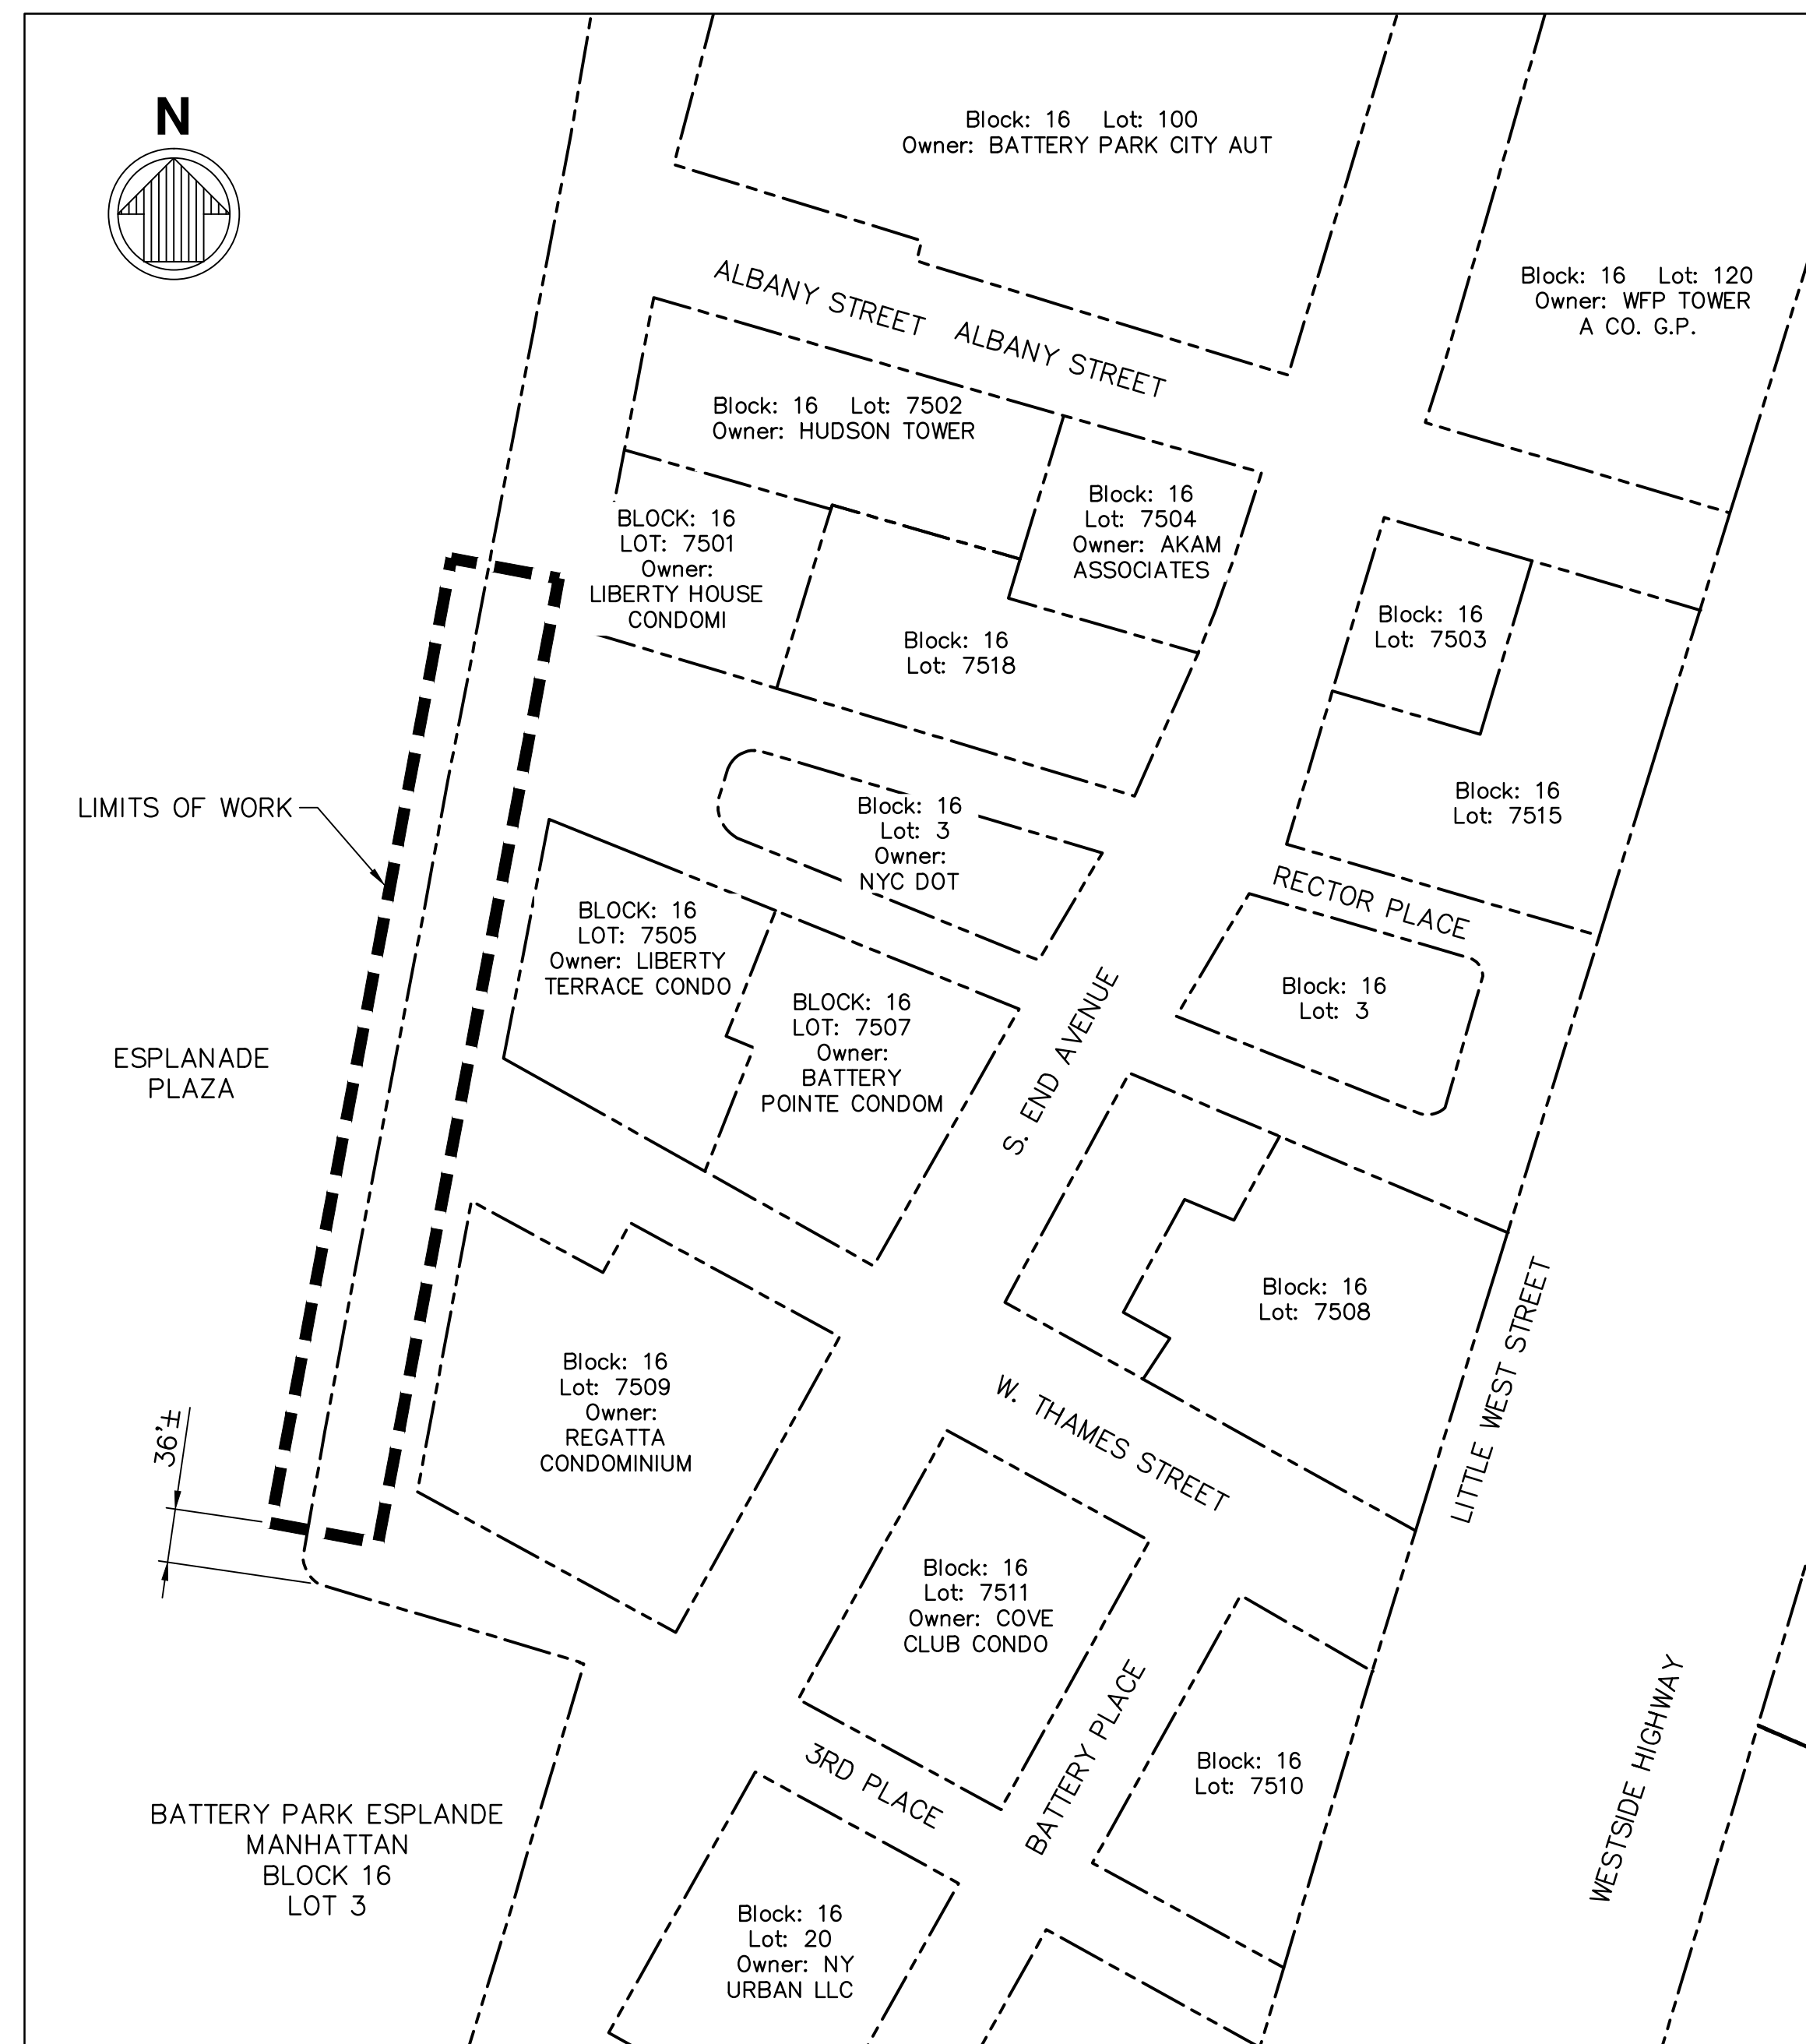 N
Block: 16 Lot: 100
Owner: BATTERY PARK CITY AUT
Block: 16 Lot: 120
Owner: WFP TOWER
A CO. G.P.
ALBANY STREET ALBANY STREET
Block: 16 Lot: 7502
Owner: HUDSON TOWER
Block: 16
Lot: 7504
Owner: AKAM
ASSOCIATES
BLOCK: 16
LOT: 7501
Owner:
LIBERTY HOUSE
CONDOMI
Block: 16
Lot: 7518
Block: 16
Lot: 7503
LIMITS OF WORK
Block: 16
Lot: 3
Owner:
NYC DOT
Block: 16
Lot: 7515
RECTOR PLACE
BLOCK: 16
LOT: 7505
Owner: LIBERTY
TERRACE CONDO
BLOCK: 16
LOT: 7507
Owner:
BATTERY
POINTE CONDOM
S. END AVENUE
Block: 16
Lot: 3
ESPLANADE
PLAZA
Block: 16
Lot: 7508
LITTLE WEST STREET
Block: 16
Lot: 7509
Owner:
REGATTA
CONDOMINIUM
W. THAMES STREET
36'±
Block: 16
Lot: 7511
Owner: COVE
CLUB CONDO
BATTERY PLACE
WESTSIDE HIGHWAY
3RD PLACE
Block: 16
Lot: 7510
BATTERY PARK ESPLANDE
MANHATTAN
BLOCK 16
LOT 3
Block: 16
Lot: 20
Owner: NY
URBAN LLC